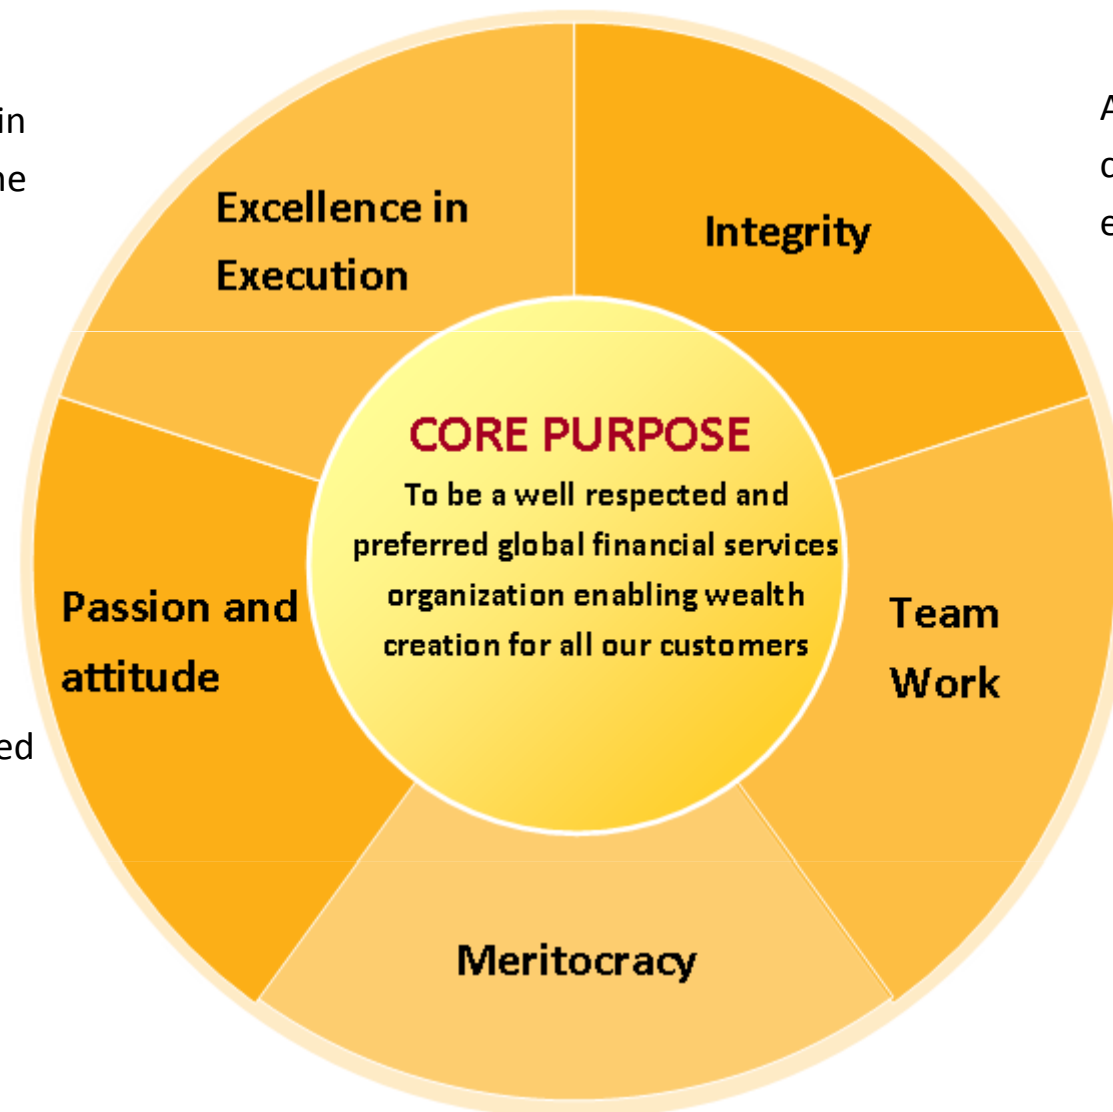 in
Excellence in
Execution
Integrity
CORE PURPOSE
To be a well respected and
preferred global financial services
organization enabling wealth
creation for all our customers
Passion and
attitude
Team
Work
ed
Meritocracy